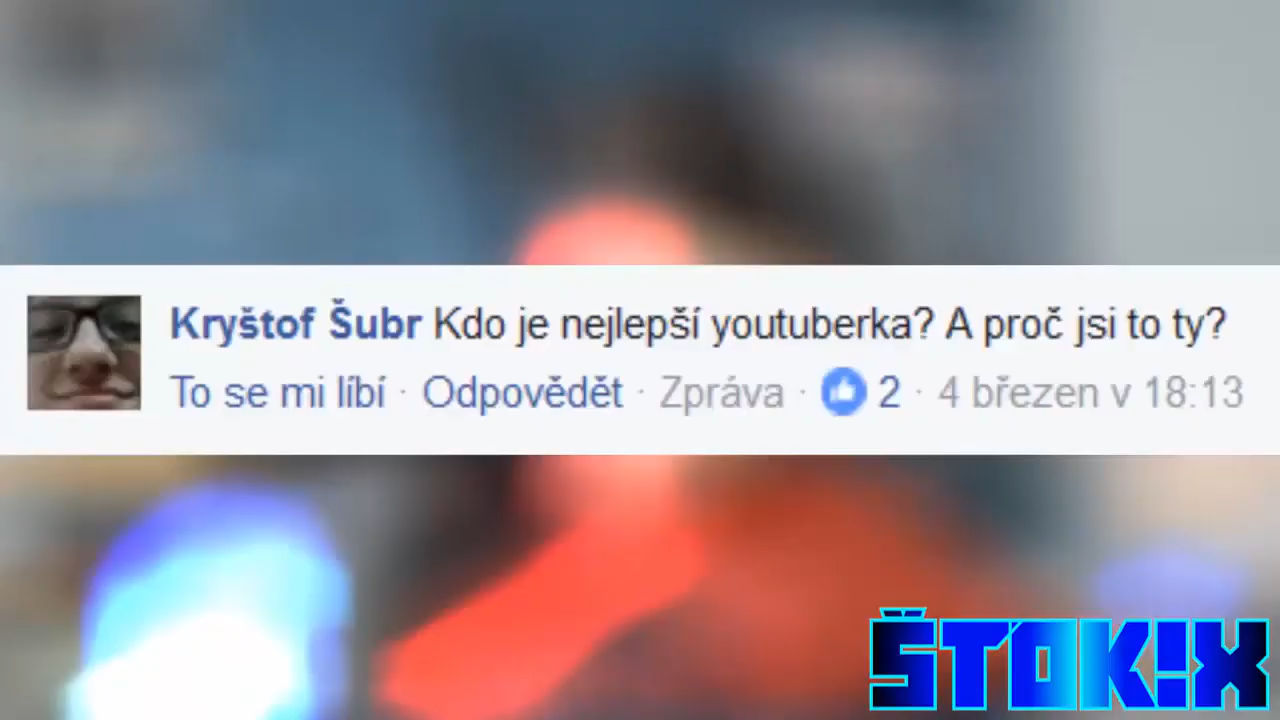 Kryštof Šubr Kdo je nejlepší youtuberka? A proč jsi to ty?
To se mi líbí · Odpovědět · Zpráva · 2 · 4 březen v 18:13
ŠTOK!X